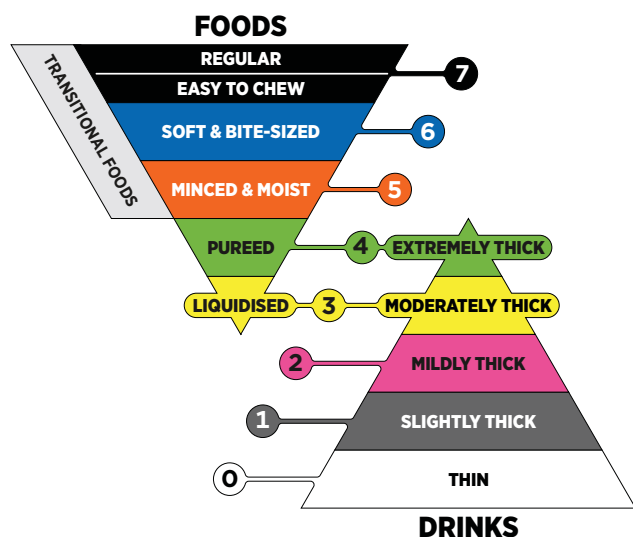 FOODS
REGULAR
7
EASY TO CHEW
TRANSITIONAL FOODS
SOFT & BITE-SIZED
6
MINCED & MOIST
5
PUREED
4
EXTREMELY THICK
LIQUIDISED
3
MODERATELY THICK
2
MILDLY THICK
1
SLIGHTLY THICK
0
THIN
DRINKS